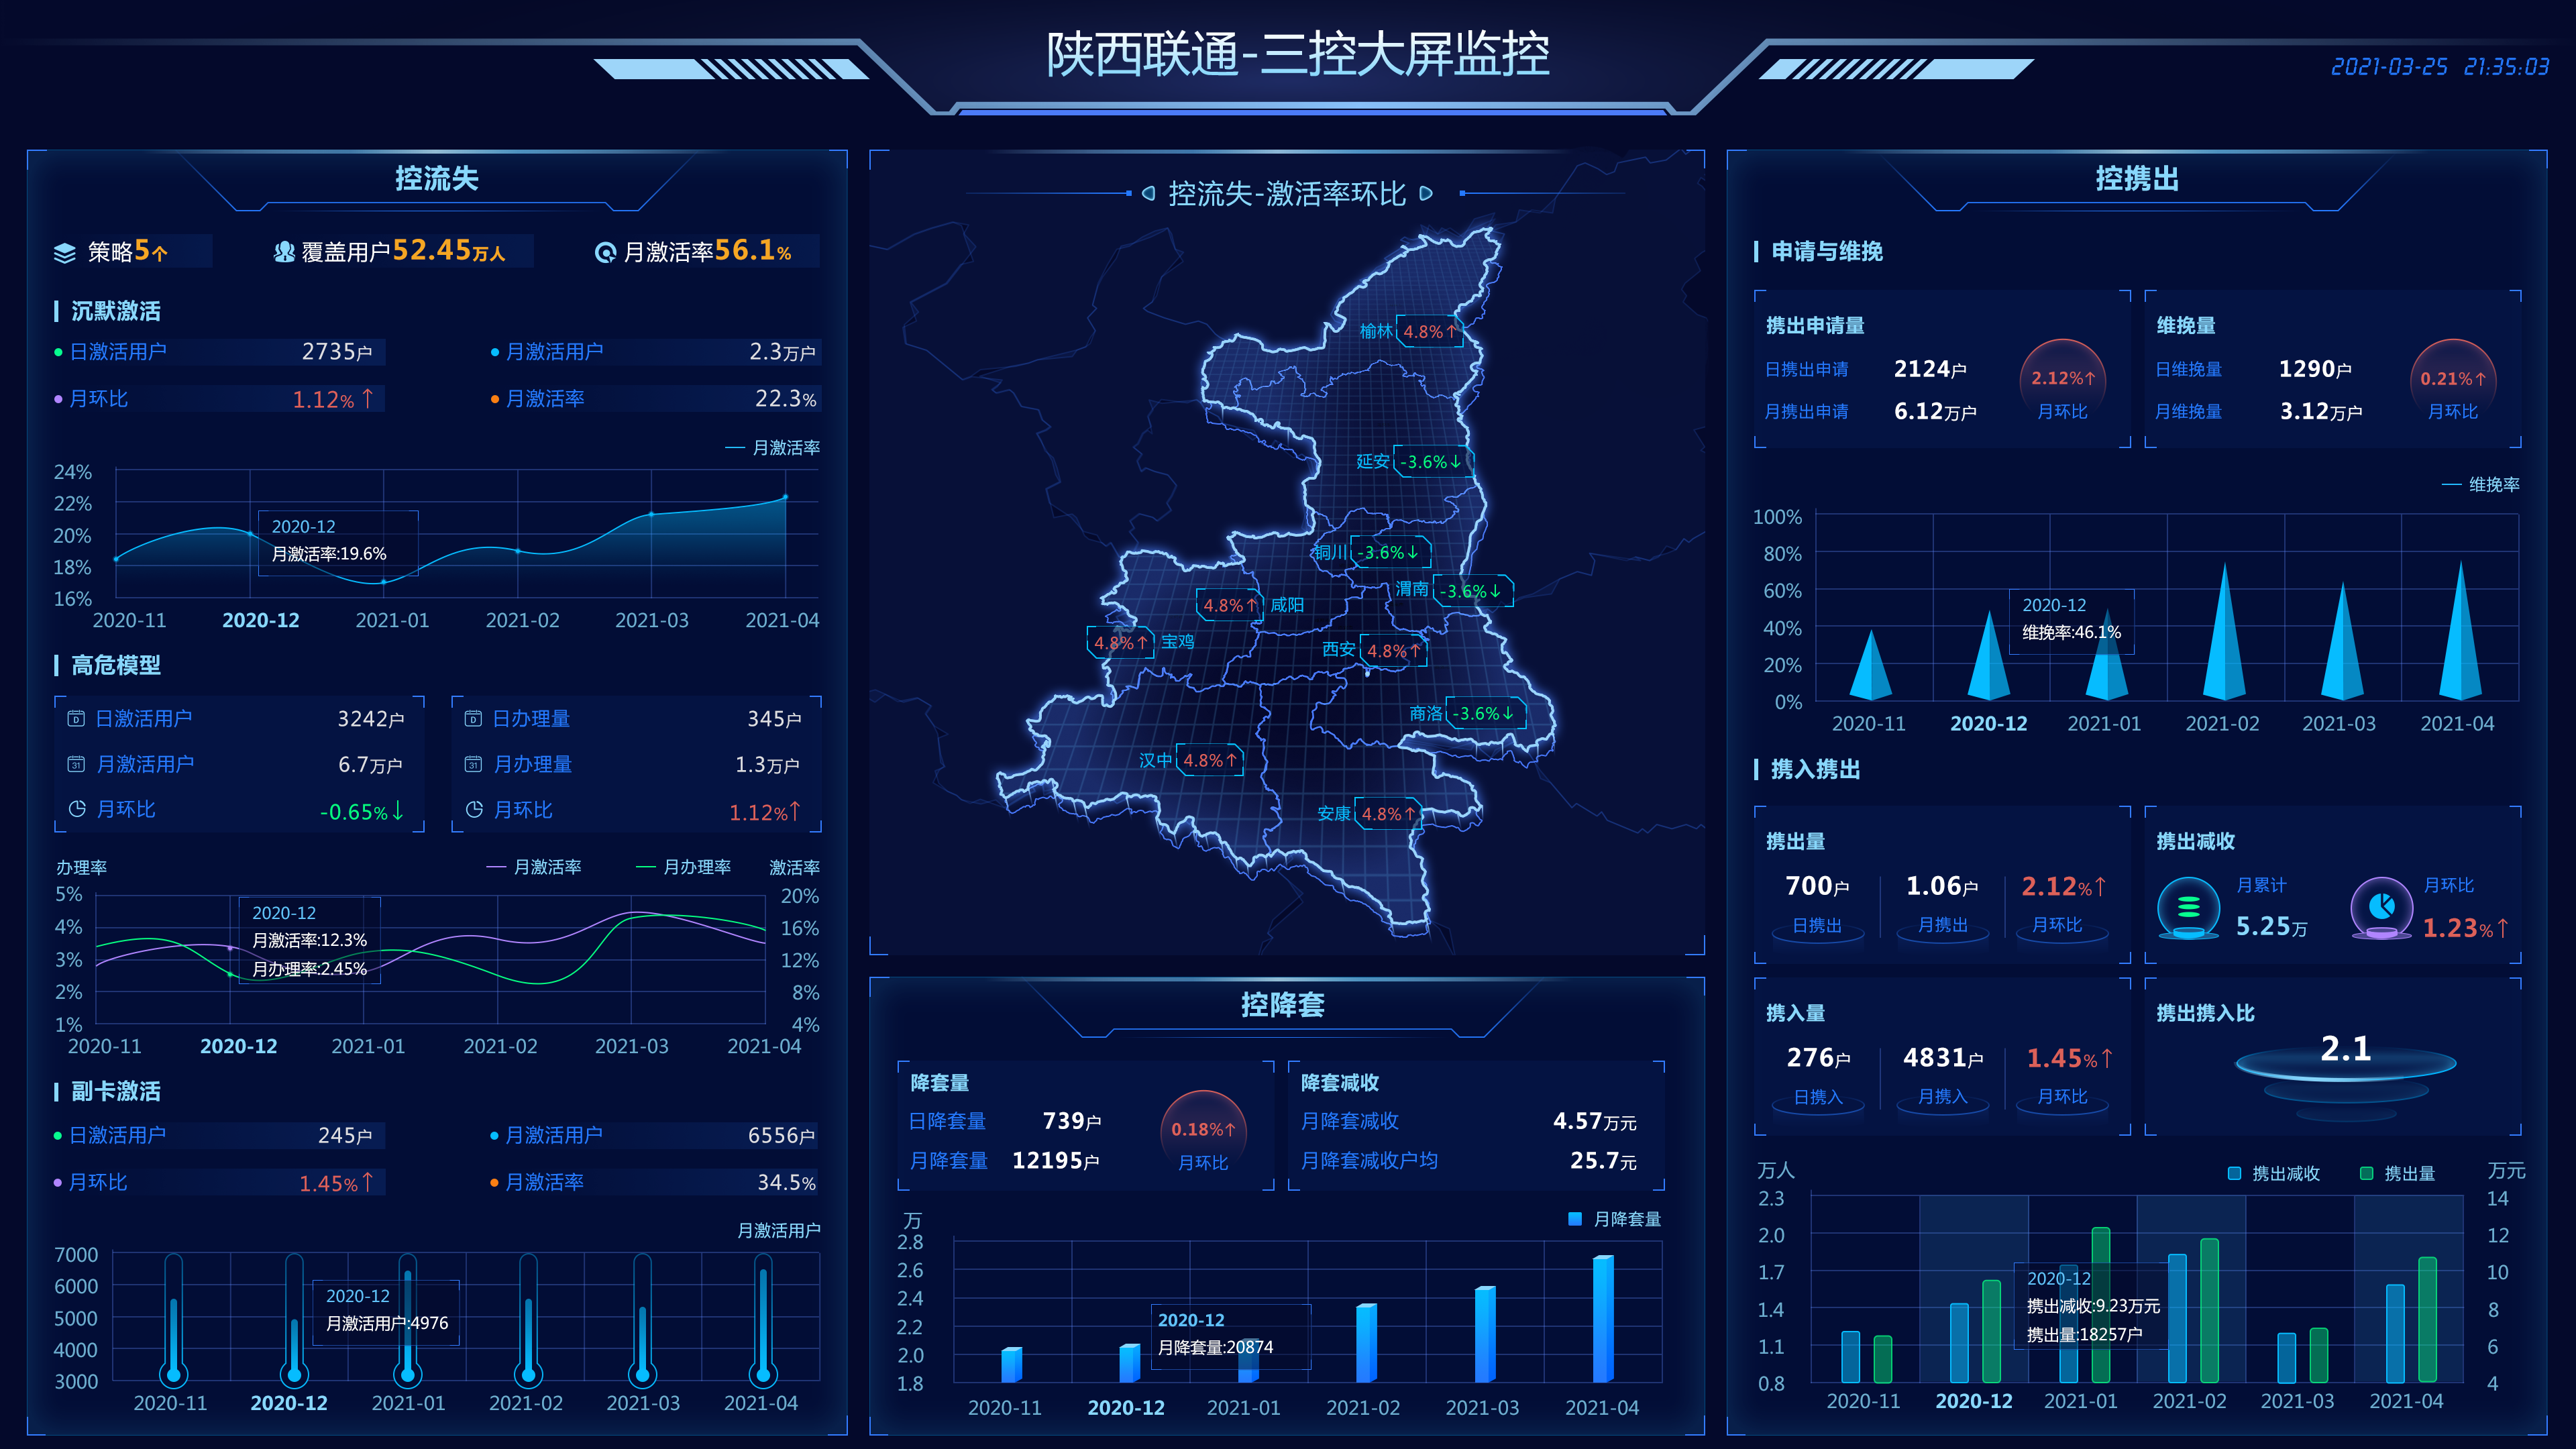 陕西联通-三控大屏监控
2021-03-25 21:35:03
控流失
策略5个
覆盖用户52.45万人
月激活率56.1%
沉默激活
日激活用户 2735户
月激活用户 2.3万户
月环比 1.12%↑
月激活率 22.3%
月激活率
24%
22%
20%
18%
16%
2020-12
月激活率:19.6%
2020-11 2020-12 2021-01 2021-02 2021-03 2021-04
高危模型
日激活用户 3242户
月激活用户 6.7万户
月环比 -0.65%↓
日办理量 345户
月办理量 1.3万户
月环比 1.12%↑
办理率 月激活率 月办理率 激活率
5%
4%
3%
2%
1%
20%
16%
12%
8%
4%
2020-12
月激活率:12.3%
月办理率:2.45%
2020-11 2020-12 2021-01 2021-02 2021-03 2021-04
副卡激活
日激活用户 245户
月激活用户 6556户
月环比 1.45%↑
月激活率 34.5%
月激活用户
7000
6000
5000
4000
3000
2020-12
月激活用户:4976
2020-11 2020-12 2021-01 2021-02 2021-03 2021-04
控流失-激活率环比
榆林 4.8%↑
延安 -3.6%↓
铜川 -3.6%↓
渭南 -3.6%↓
4.8%↑ 咸阳
4.8%↑ 宝鸡
西安 4.8%↑
商洛 -3.6%↓
汉中 4.8%↑
安康 4.8%↑
控降套
降套量
日降套量 739户
月降套量 12195户
0.18%↑
月环比
降套减收
月降套减收 4.57万元
月降套减收户均 25.7元
万
月降套量
2.8
2.6
2.4
2.2
2.0
1.8
2020-12
月降套量:20874
2020-11 2020-12 2021-01 2021-02 2021-03 2021-04
控携出
申请与维挽
携出申请量
日携出申请 2124户
月携出申请 6.12万户
2.12%↑
月环比
维挽量
日维挽量 1290户
月维挽量 3.12万户
0.21%↑
月环比
维挽率
100%
80%
60%
40%
20%
0%
2020-12
维挽率:46.1%
2020-11 2020-12 2021-01 2021-02 2021-03 2021-04
携入携出
携出量
700户 1.06户 2.12%↑
日携出 月携出 月环比
携出减收
月累计
5.25万
月环比
1.23%↑
携入量
276户 4831户 1.45%↑
日携入 月携入 月环比
携出携入比
2.1
万人 携出减收 携出量 万元
2.3
2.0
1.7
1.4
1.1
0.8
14
12
10
8
6
4
2020-12
携出减收:9.23万元
携出量:18257户
2020-11 2020-12 2021-01 2021-02 2021-03 2021-04